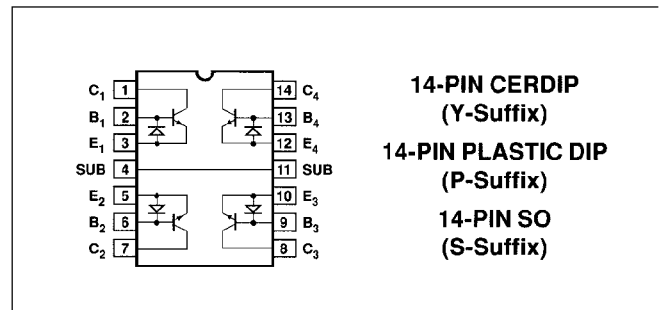 C1 1 14 C4
B1 2 13 B4
E1 3 12 E4
SUB 4 11 SUB
E2 5 10 E3
B2 6 9 B3
C2 7 8 C3
14-PIN CERDIP
(Y-Suffix)
14-PIN PLASTIC DIP
(P-Suffix)
14-PIN SO
(S-Suffix)